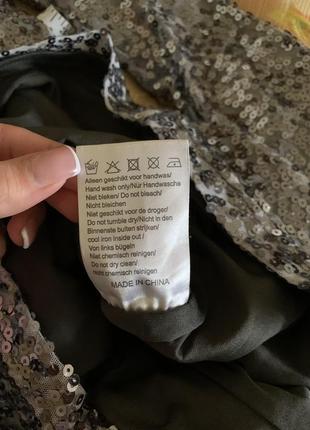 Alleen geschikt voor handwas/
Hand wash only/Nur Handwascha
Niet bleken/ Do not bleach/
Nicht bleichen
Niet geschikt voor de droger/
Do not tumble dry/Nicht in den
Binnenste buiten strijken/
cool iron inside out /
Von links bügeln
Niet chemisch reinigen/
Do not dry clean/
nicht chemisch reinigen
MADE IN CHINA